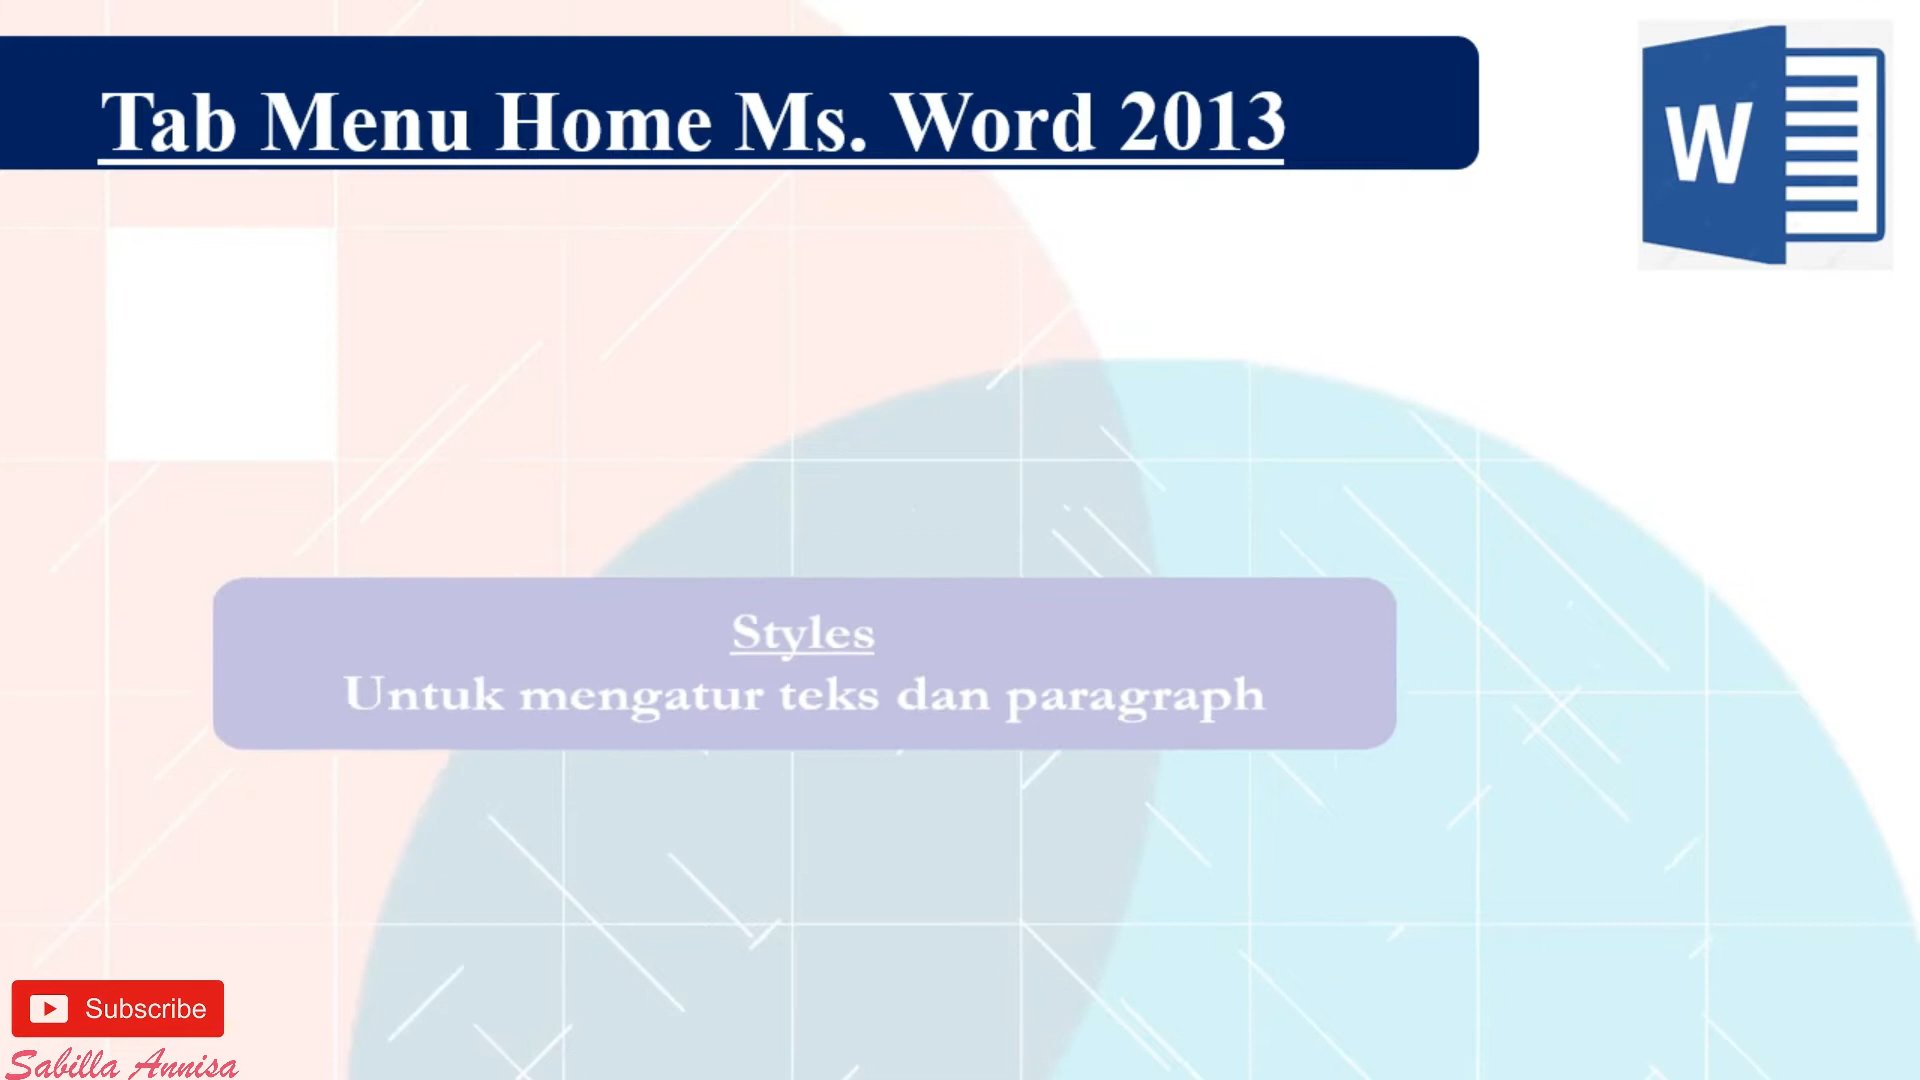 Tab Menu Home Ms. Word 2013
W
Styles
Untuk mengatur teks dan paragraph
Subscribe
Sabilla Annisa